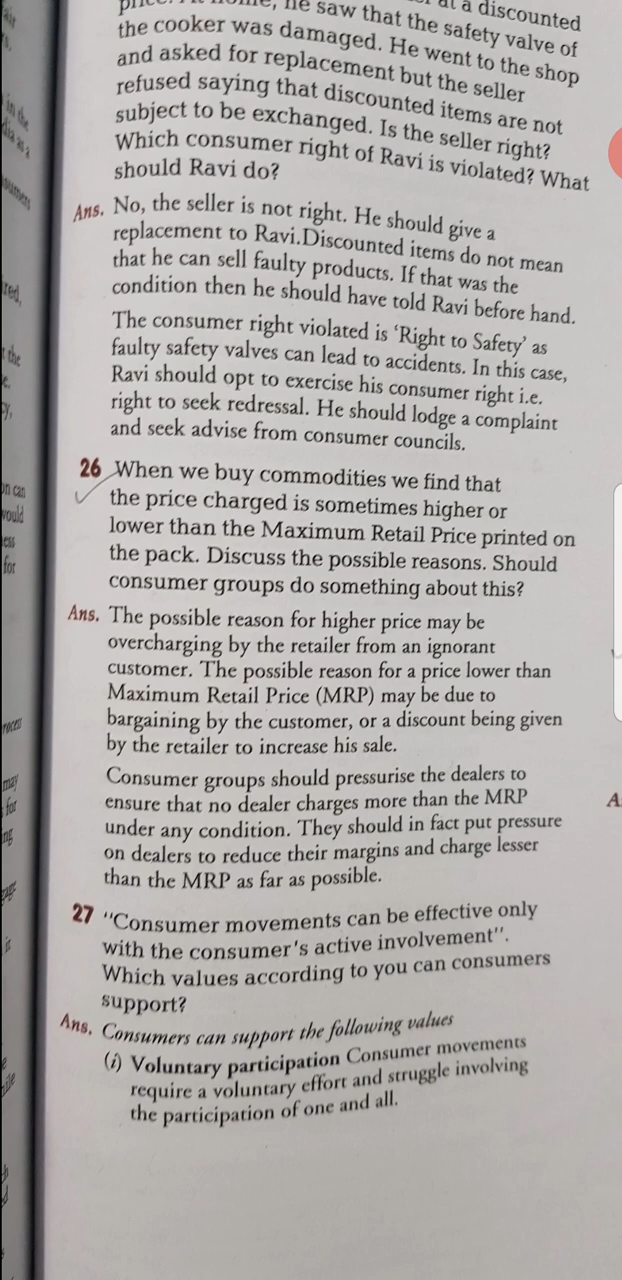 he saw that at a discounted
the cooker was damaged. He went to the shop
and asked for replacement but the seller
refused saying that discounted items are not
subject to be exchanged. Is the seller right?
Which consumer right of Ravi is violated? What
should Ravi do?
Ans. No, the seller is not right. He should give a
replacement to Ravi.Discounted items do not mean
that he can sell faulty products. If that was the
condition then he should have told Ravi before hand.
The consumer right violated is ‘Right to Safety’ as
faulty safety valves can lead to accidents. In this case,
Ravi should opt to exercise his consumer right i.e.
right to seek redressal. He should lodge a complaint
and seek advise from consumer councils.
26 When we buy commodities we find that
the price charged is sometimes higher or
lower than the Maximum Retail Price printed on
the pack. Discuss the possible reasons. Should
consumer groups do something about this?
Ans. The possible reason for higher price may be
overcharging by the retailer from an ignorant
customer. The possible reason for a price lower than
Maximum Retail Price (MRP) may be due to
bargaining by the customer, or a discount being given
by the retailer to increase his sale.
Consumer groups should pressurise the dealers to
ensure that no dealer charges more than the MRP
under any condition. They should in fact put pressure
on dealers to reduce their margins and charge lesser
than the MRP as far as possible.
27 "Consumer movements can be effective only
with the consumer's active involvement".
Which values according to you can consumers
support?
Ans. Consumers can support the following values
(i) Voluntary participation Consumer movements
require a voluntary effort and struggle involving
the participation of one and all.